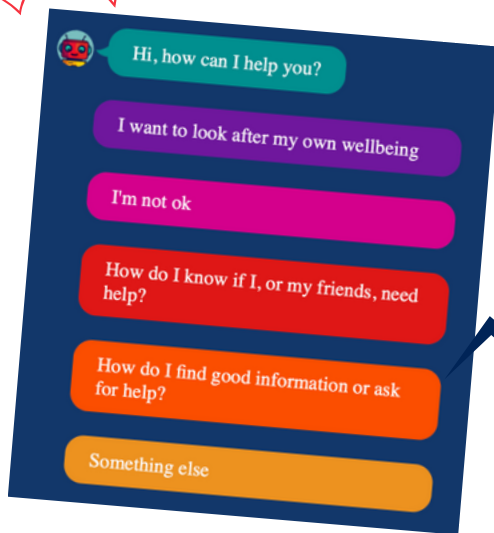 Hi, how can I help you?
I want to look after my own wellbeing
I'm not ok
How do I know if I, or my friends, need
help?
How do I find good information or ask
for help?
Something else